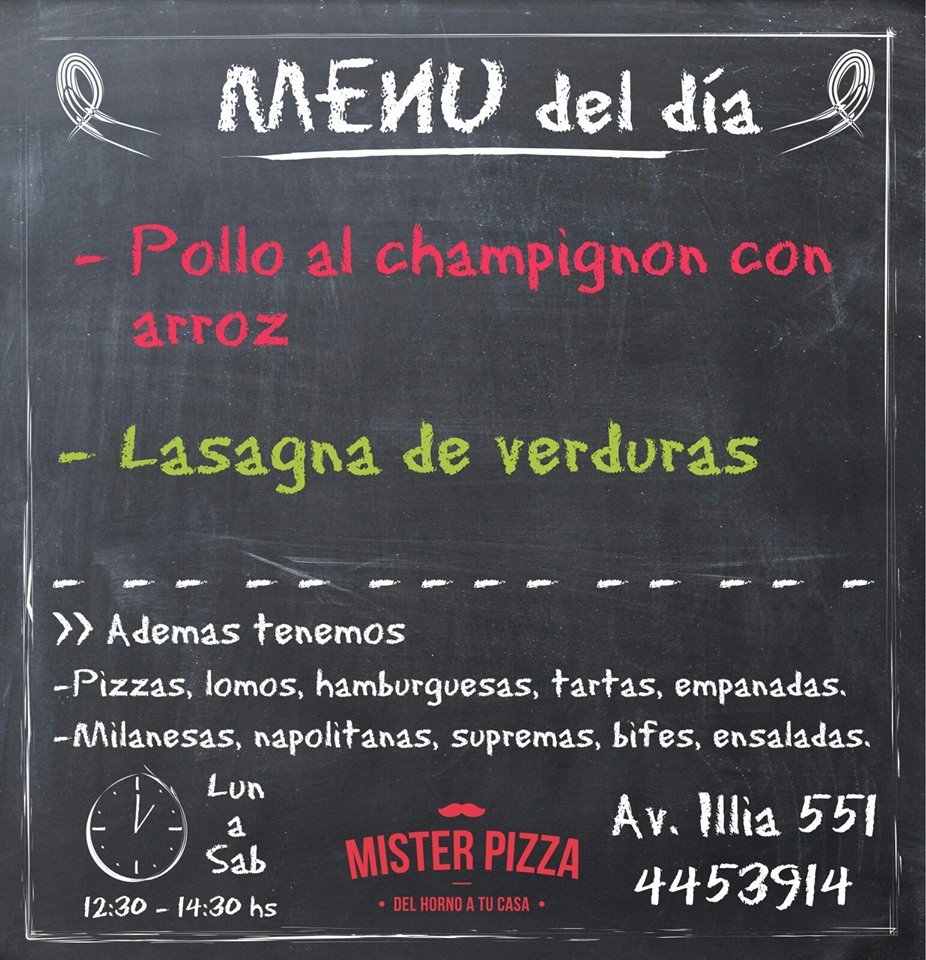 MENU del día
- Pollo al champignon con
arroz
- Lasagna de verduras
- - - - - - - - - - - - - -
>> Ademas tenemos
-Pizzas, lomos, hamburguesas, tartas, empanadas.
-Milanesas, napolitanas, supremas, bifes, ensaladas.
Lun
a
Sab
12:30 - 14:30 hs
MISTER PIZZA
• DEL HORNO A TU CASA •
Av. Illia 551
4453914